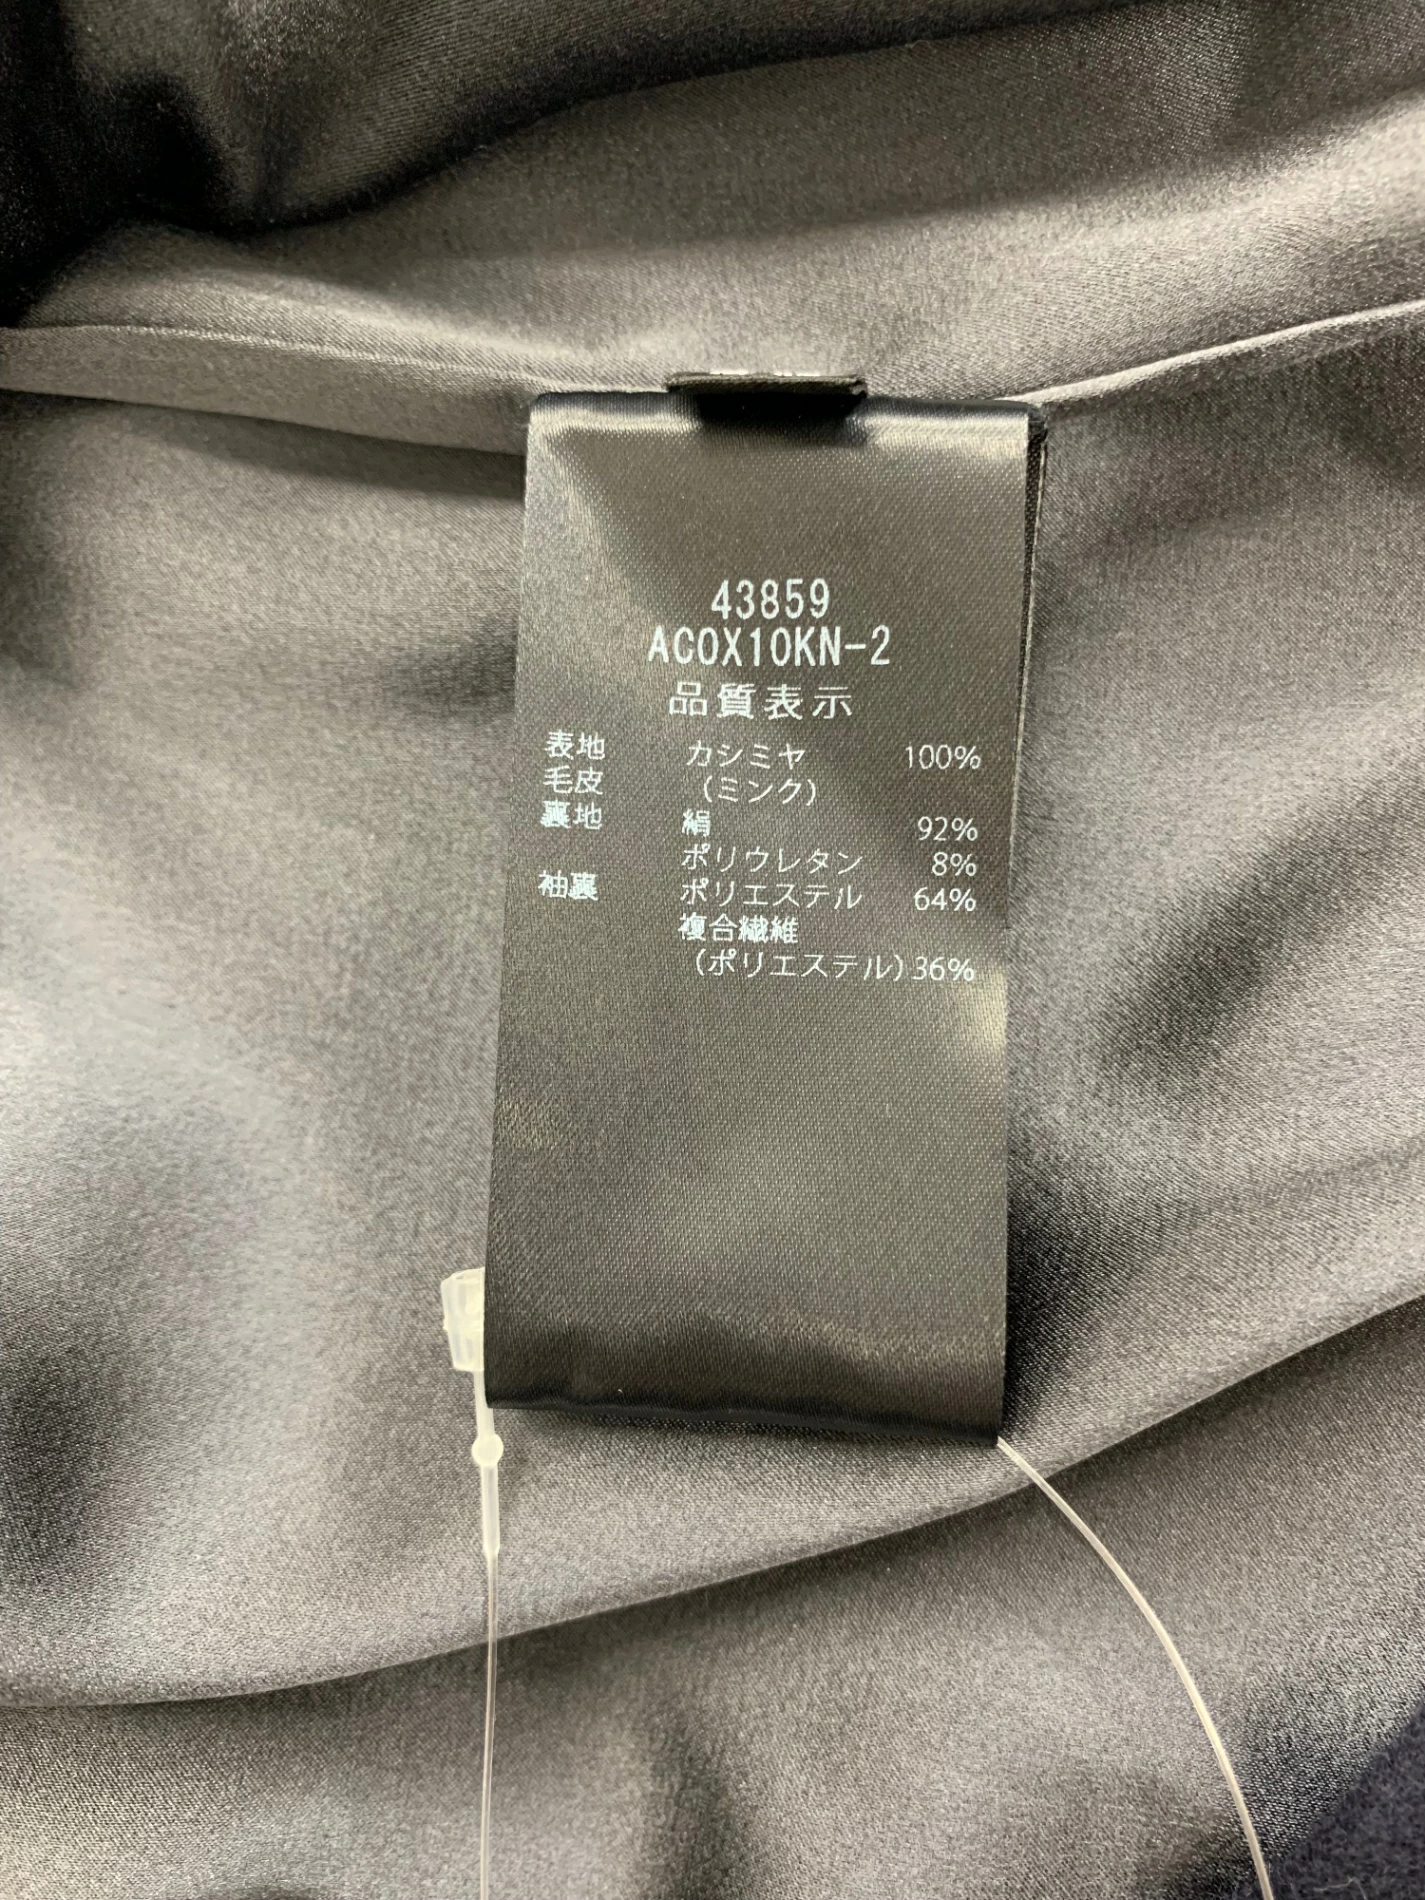 43859
ACOX10KN-2
品質表示
表地 カシミヤ 100%
毛皮 (ミンク)
裏地 絹 92%
ポリウレタン 8%
袖裏 ポリエステル 64%
複合繊維
(ポリエステル) 36%